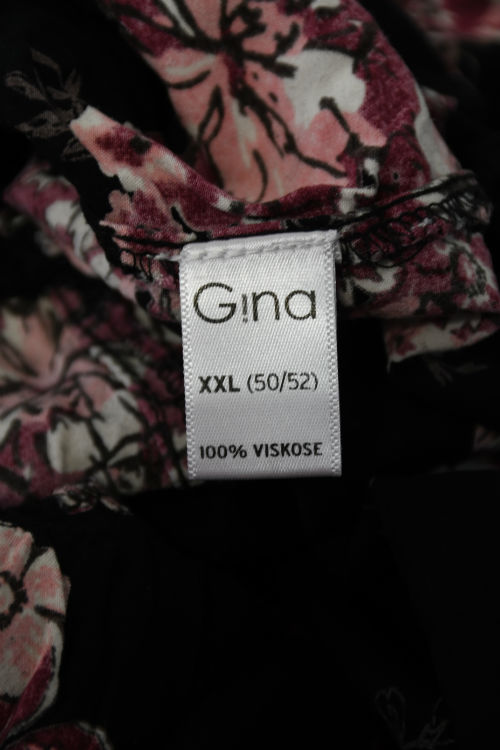 Gina
XXL (50/52)
100% VISKOSE